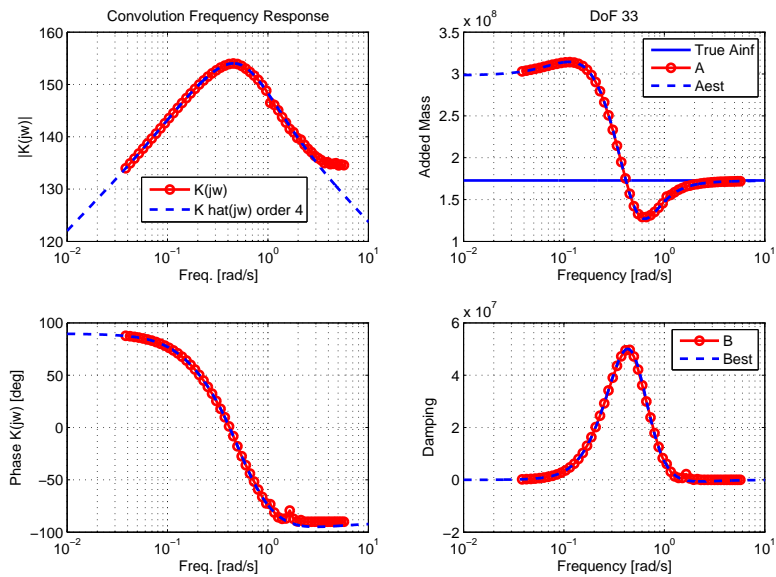 Convolution Frequency Response
160
150
140
130
120
|K(jw)|
K(jw)
K hat(jw) order 4
10^−2
10^−1
10^0
10^1
Freq. [rad/s]
DoF 33
x 10^8
4
3.5
3
2.5
2
1.5
1
Added Mass
True Ainf
A
Aest
10^−2
10^−1
10^0
10^1
Frequency [rad/s]
100
50
0
−50
−100
Phase K(jw) [deg]
10^−2
10^−1
10^0
10^1
Freq. [rad/s]
x 10^7
6
4
2
0
−2
Damping
B
Best
10^−2
10^−1
10^0
10^1
Frequency [rad/s]